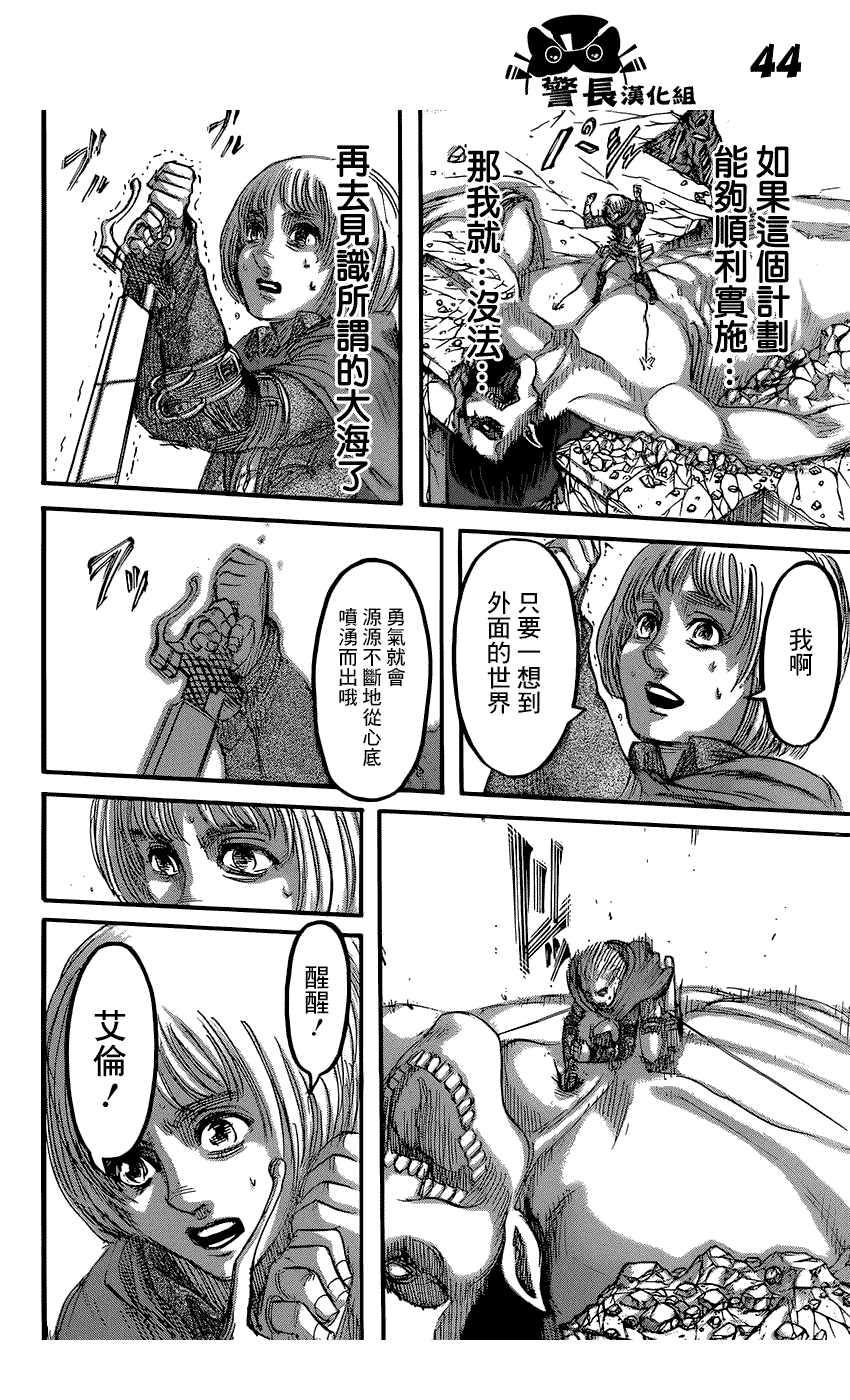 44
警長漢化組
如果這個計劃
能夠順利實施…
那我就…沒法…
再去見識所謂的大海了
我啊
只要一想到
外面的世界
勇氣就會
源源不斷地從心底
噴湧而出哦
醒醒！
艾倫！